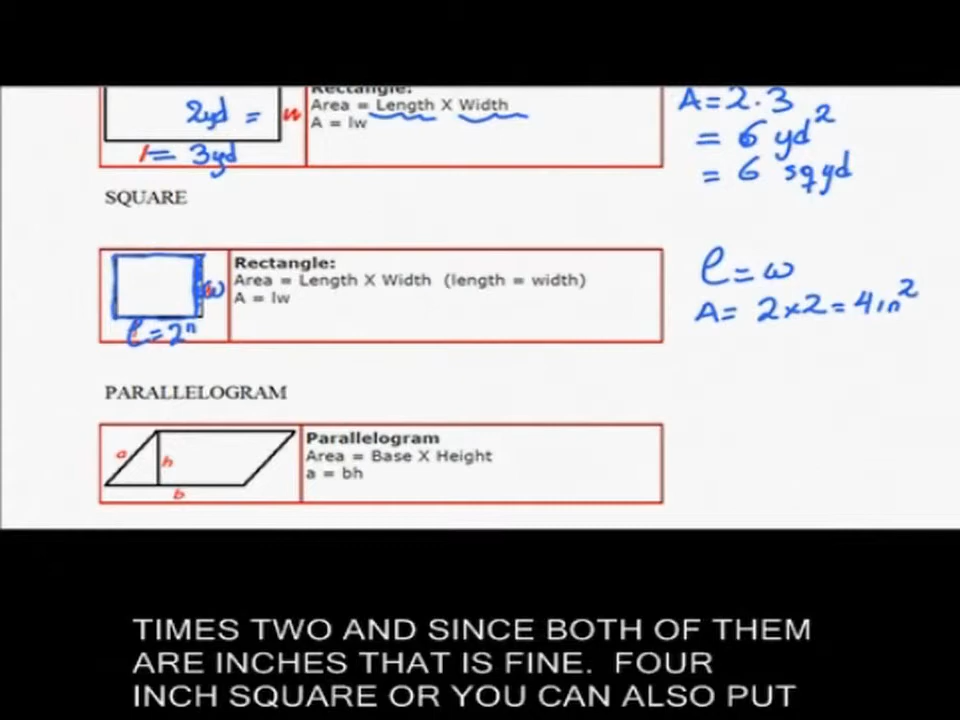 Rectangle:
Area = Length X Width
A = lw
2yd =
w
l = 3yd
A = 2 . 3
= 6 yd²
= 6 sq yd
SQUARE
Rectangle:
Area = Length X Width (length = width)
A = lw
w
l = 2"
l = w
A = 2 x 2 = 4 in²
PARALLELOGRAM
a
h
b
Parallelogram
Area = Base X Height
a = bh
TIMES TWO AND SINCE BOTH OF THEM
ARE INCHES THAT IS FINE. FOUR
INCH SQUARE OR YOU CAN ALSO PUT